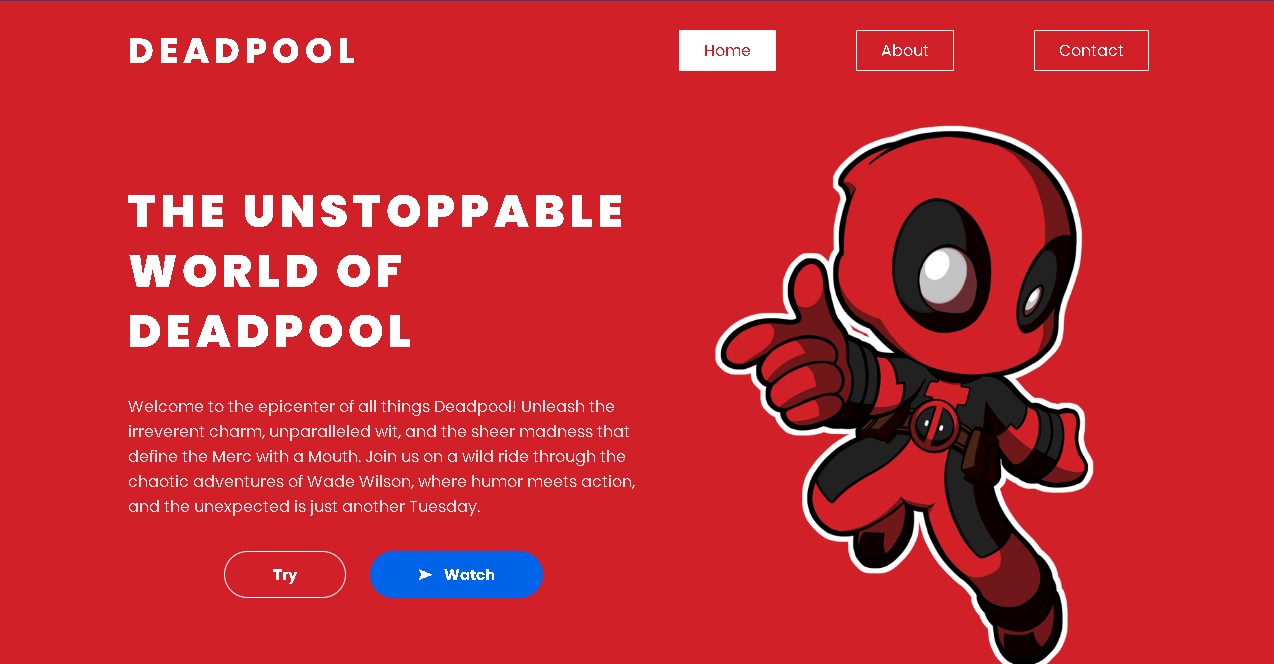 DEADPOOL
Home
About
Contact
THE UNSTOPPABLE
WORLD OF
DEADPOOL
Welcome to the epicenter of all things Deadpool! Unleash the
irreverent charm, unparalleled wit, and the sheer madness that
define the Merc with a Mouth. Join us on a wild ride through the
chaotic adventures of Wade Wilson, where humor meets action,
and the unexpected is just another Tuesday.
Try
Watch